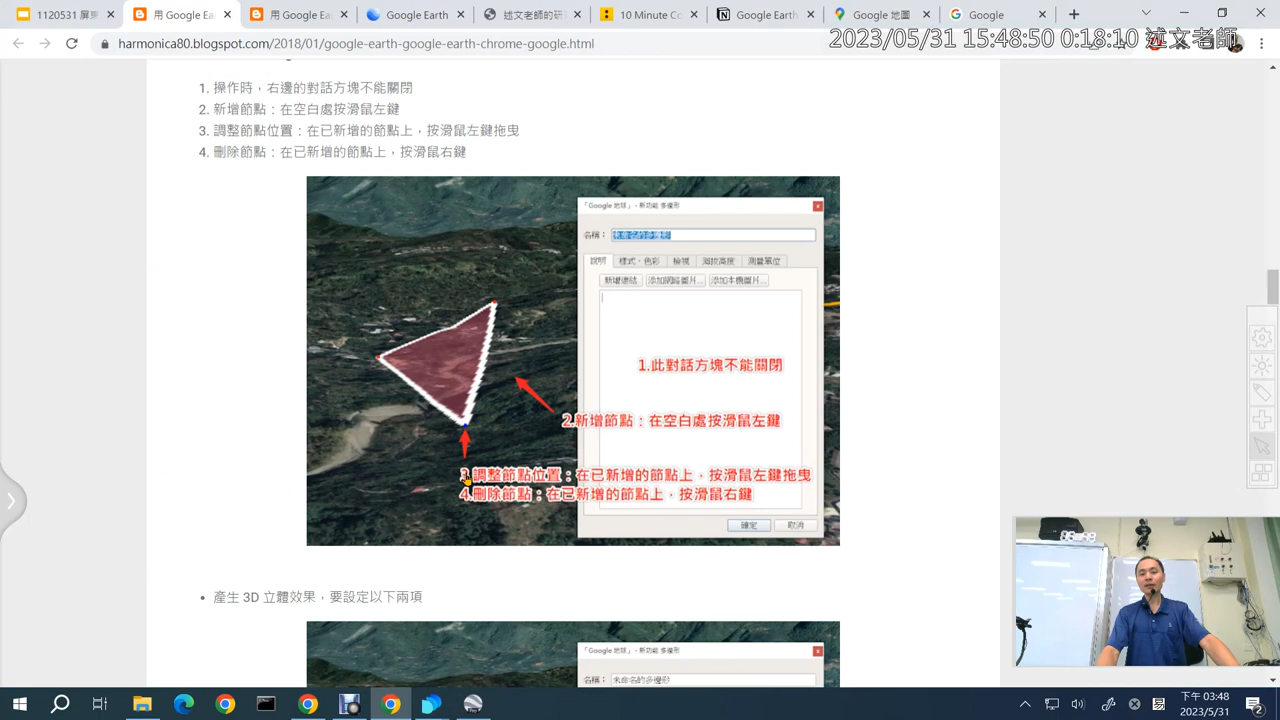 1120531 屏東
用 Google Ea
用 Google Ea
Google Earth
述文老師的研
10 Minute Co
Google Earth
Google 地圖
Google
harmonica80.blogspot.com/2018/01/google-earth-google-earth-chrome-google.html
2023/05/31 15:48:50 0:18:10 述文老師
1. 操作時，右邊的對話方塊不能關閉
2. 新增節點：在空白處按滑鼠左鍵
3. 調整節點位置：在已新增的節點上，按滑鼠左鍵拖曳
4. 刪除節點：在已新增的節點上，按滑鼠右鍵
「Google 地球」- 新功能 多邊形
名稱：
未命名的多邊形
說明
樣式、色彩
檢視
海拔高度
測量單位
新增連結
添加網路圖片...
添加本機圖片...
1.此對話方塊不能關閉
2.新增節點：在空白處按滑鼠左鍵
3.調整節點位置：在已新增的節點上，按滑鼠左鍵拖曳
4.刪除節點：在已新增的節點上，按滑鼠右鍵
確定
取消
• 產生 3D 立體效果，要設定以下兩項
「Google 地球」- 新功能 多邊形
名稱：
未命名的多邊形
下午 03:48
2023/5/31
2